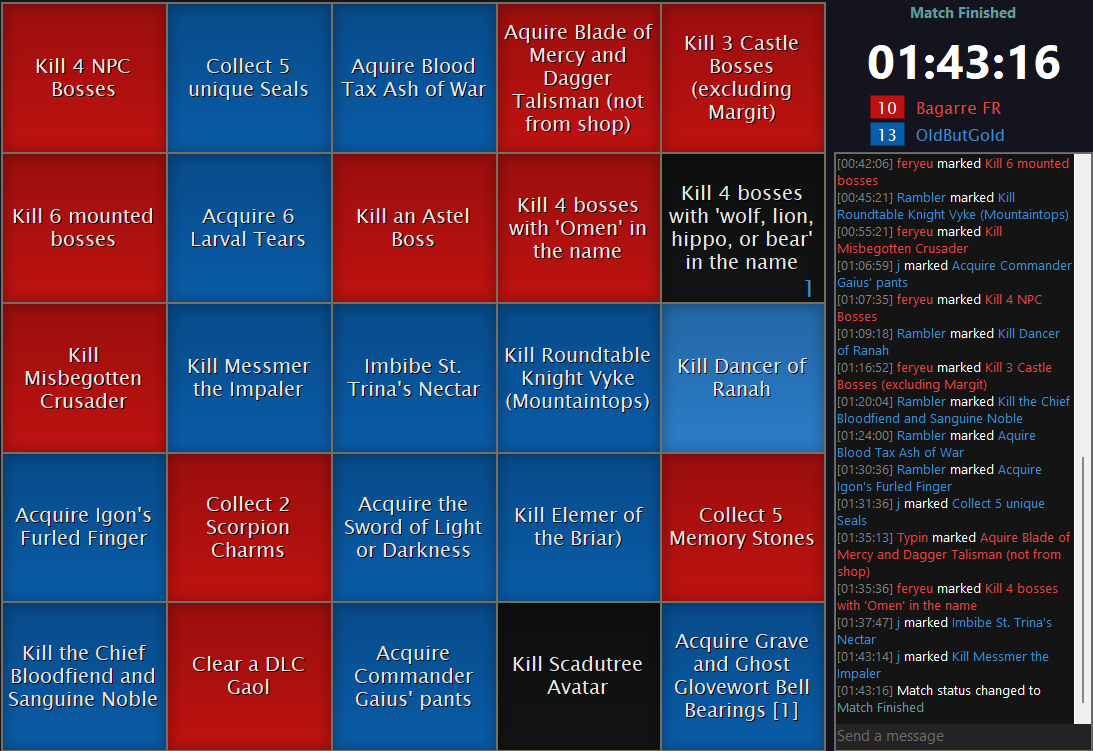 Kill 4 NPC
Bosses
Collect 5
unique Seals
Aquire Blood
Tax Ash of War
Aquire Blade of
Mercy and
Dagger
Talisman (not
from shop)
Kill 3 Castle
Bosses
(excluding
Margit)
Kill 6 mounted
bosses
Acquire 6
Larval Tears
Kill an Astel
Boss
Kill 4 bosses
with 'Omen' in
the name
Kill 4 bosses
with 'wolf, lion,
hippo, or bear'
in the name
1
Kill
Misbegotten
Crusader
Kill Messmer
the Impaler
Imbibe St.
Trina's Nectar
Kill Roundtable
Knight Vyke
(Mountaintops)
Kill Dancer of
Ranah
Acquire Igon's
Furled Finger
Collect 2
Scorpion
Charms
Acquire the
Sword of Light
or Darkness
Kill Elemer of
the Briar)
Collect 5
Memory Stones
Kill the Chief
Bloodfiend and
Sanguine Noble
Clear a DLC
Gaol
Acquire
Commander
Gaius' pants
Kill Scadutree
Avatar
Acquire Grave
and Ghost
Glovewort Bell
Bearings [1]
Match Finished
01:43:16
10 Bagarre FR
13 OldButGold
[00:42:06] feryeu marked Kill 6 mounted
bosses
[00:45:21] Rambler marked Kill
Roundtable Knight Vyke (Mountaintops)
[00:55:21] feryeu marked Kill
Misbegotten Crusader
[01:06:59] j marked Acquire Commander
Gaius' pants
[01:07:35] feryeu marked Kill 4 NPC
Bosses
[01:09:18] Rambler marked Kill Dancer
of Ranah
[01:16:52] feryeu marked Kill 3 Castle
Bosses (excluding Margit)
[01:20:04] Rambler marked Kill the Chief
Bloodfiend and Sanguine Noble
[01:24:00] Rambler marked Aquire
Blood Tax Ash of War
[01:30:36] Rambler marked Acquire
Igon's Furled Finger
[01:31:36] j marked Collect 5 unique
Seals
[01:35:13] Typin marked Aquire Blade of
Mercy and Dagger Talisman (not from
shop)
[01:35:36] feryeu marked Kill 4 bosses
with 'Omen' in the name
[01:37:47] j marked Imbibe St. Trina's
Nectar
[01:43:14] j marked Kill Messmer the
Impaler
[01:43:16] Match status changed to
Match Finished
Send a message